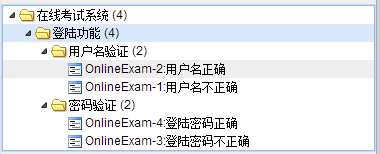 在线考试系统 (4)
登陆功能 (4)
用户名验证 (2)
OnlineExam-2:用户名正确
OnlineExam-1:用户名不正确
密码验证 (2)
OnlineExam-4:登陆密码正确
OnlineExam-3:登陆密码不正确